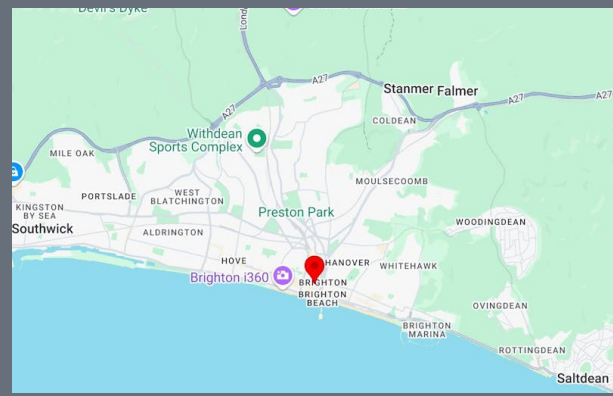 Devil's Dyke
A27
Stanmer
Falmer
A27
A27
COLDEAN
Withdean
Sports Complex
MILE OAK
MOULSECOOMB
PORTSLADE
WEST
BLATCHINGTON
KINGSTON
BY SEA
Preston Park
Southwick
ALDRINGTON
WOODINGDEAN
HOVE
HANOVER
WHITEHAWK
Brighton i360
BRIGHTON
BRIGHTON
BEACH
OVINGDEAN
BRIGHTON
MARINA
ROTTINGDEAN
Saltdean